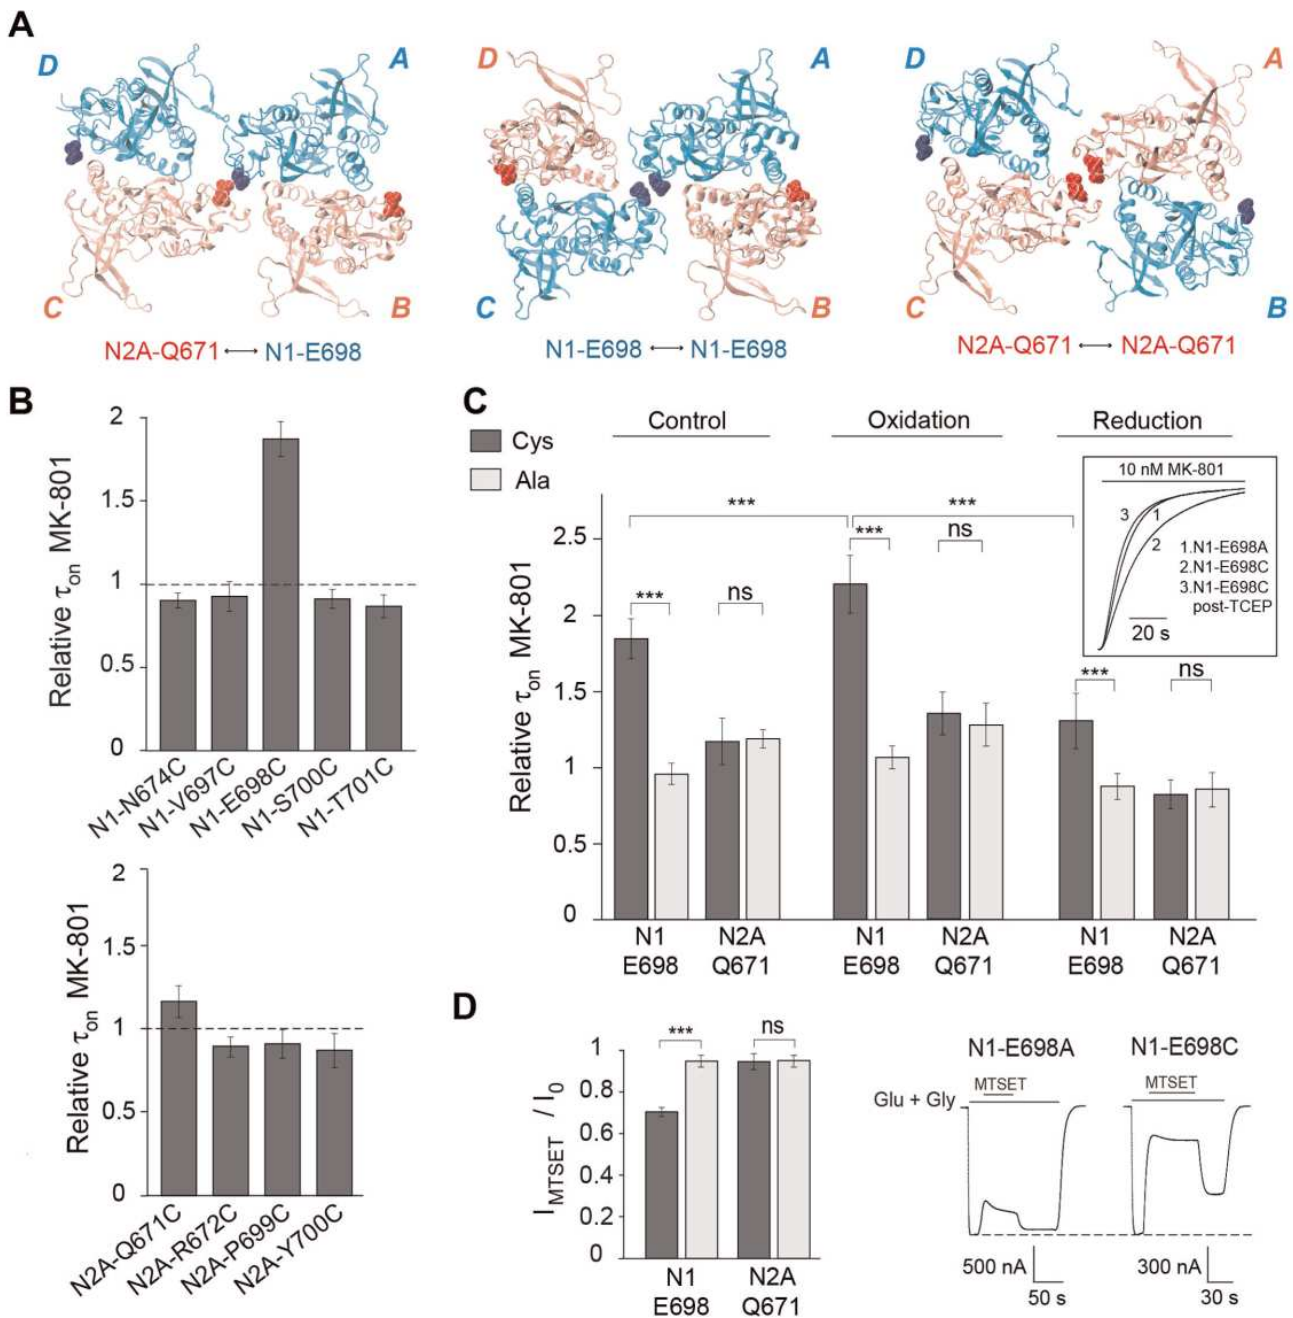 A
D A
C B
N2A-Q671 ↔ N1-E698
D A
C B
N1-E698 ↔ N1-E698
D A
C B
N2A-Q671 ↔ N2A-Q671
B
Relative τon MK-801
2
1.5
1
0.5
0
N1-N674C
N1-V697C
N1-E698C
N1-S700C
N1-T701C
Relative τon MK-801
2
1.5
1
0.5
0
N2A-Q671C
N2A-R672C
N2A-P699C
N2A-Y700C
C
Cys
Ala
Control
Oxidation
Reduction
Relative τon MK-801
2.5
2
1.5
1
0.5
0
*** ***
*** ns
*** ns
*** ns
N1 E698
N2A Q671
N1 E698
N2A Q671
N1 E698
N2A Q671
10 nM MK-801
3 1
2
1.N1-E698A
2.N1-E698C
3.N1-E698C
post-TCEP
20 s
D
IMTSET / I0
1
0.8
0.6
0.4
0.2
0
*** ns
N1 E698
N2A Q671
N1-E698A
MTSET
Glu + Gly
500 nA
50 s
N1-E698C
MTSET
300 nA
30 s